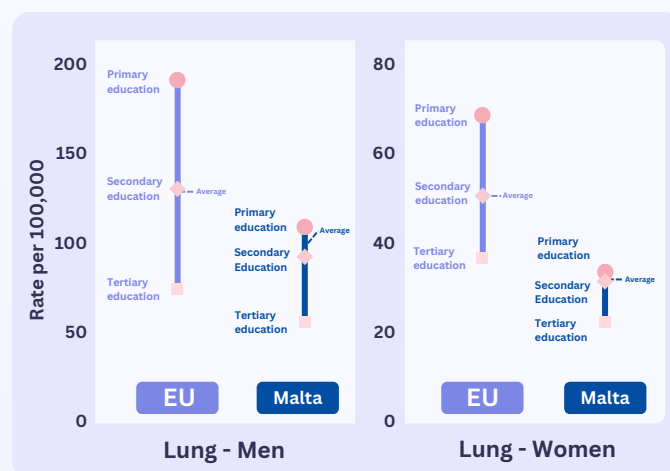 Rate per 100,000
200
150
100
50
0
Primary
education
Secondary
education
Average
Tertiary
education
Primary
education
Average
Secondary
Education
Tertiary
education
EU
Malta
Lung - Men
80
60
40
20
0
Primary
education
Secondary
education
Average
Tertiary
education
Primary
education
Secondary
Education
Average
Tertiary
education
EU
Malta
Lung - Women